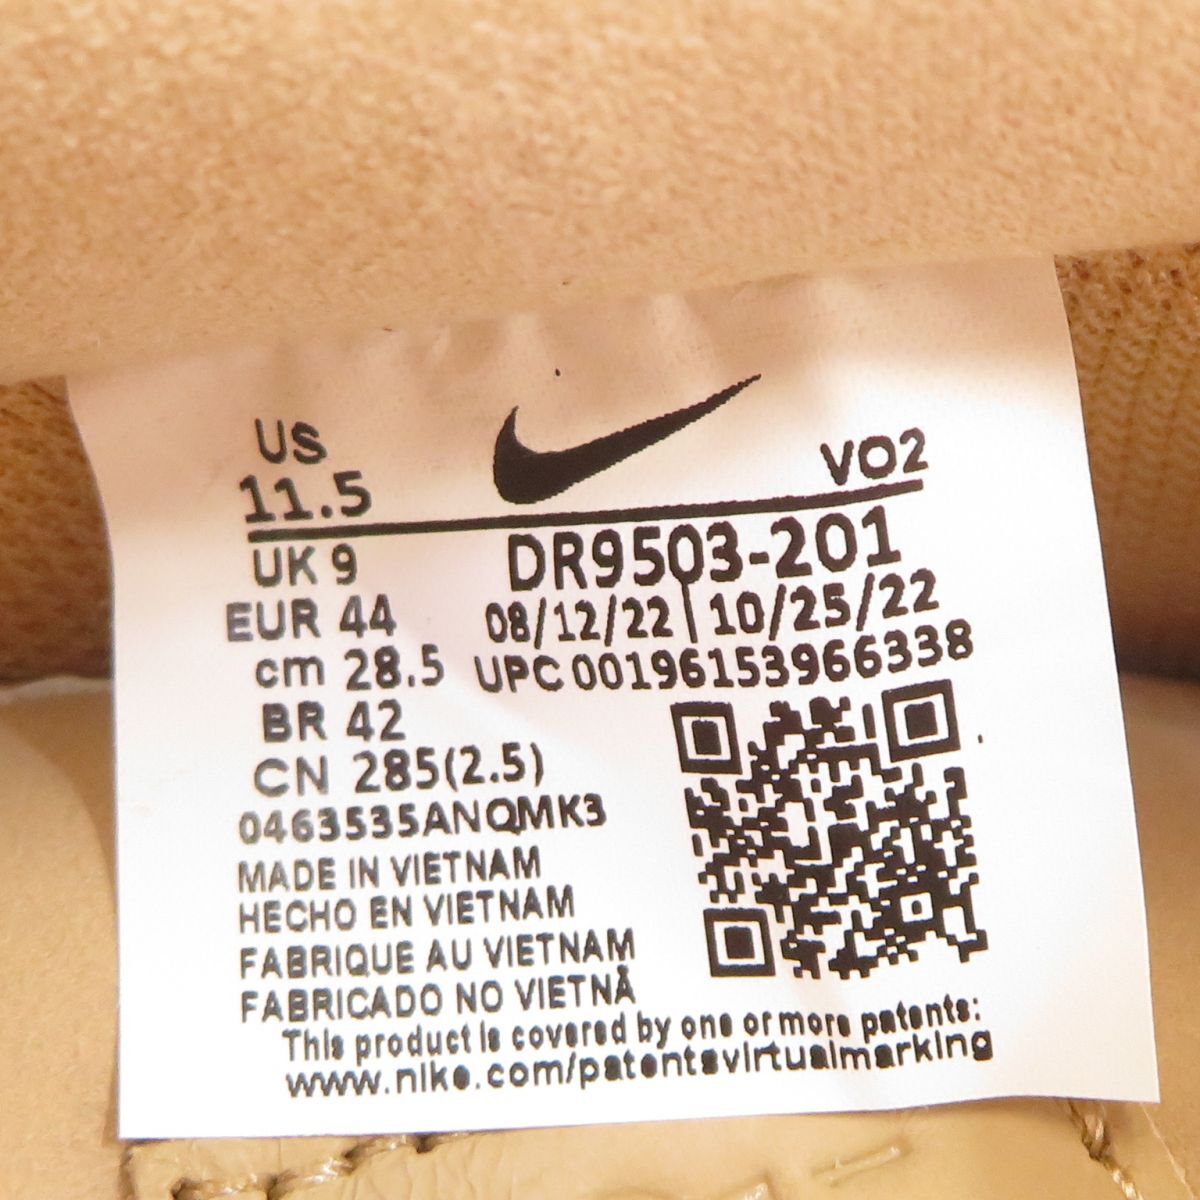 US
11.5
VO2
UK 9
DR9503-201
EUR 44
08/12/22 10/25/22
cm 28.5
UPC 00196153966338
BR 42
CN 285(2.5)
0463535ANQMK3
MADE IN VIETNAM
HECHO EN VIETNAM
FABRIQUE AU VIETNAM
FABRICADO NO VIETNÃ
This product is covered by one or more patents:
www.nike.com/patentsvirtualmarking